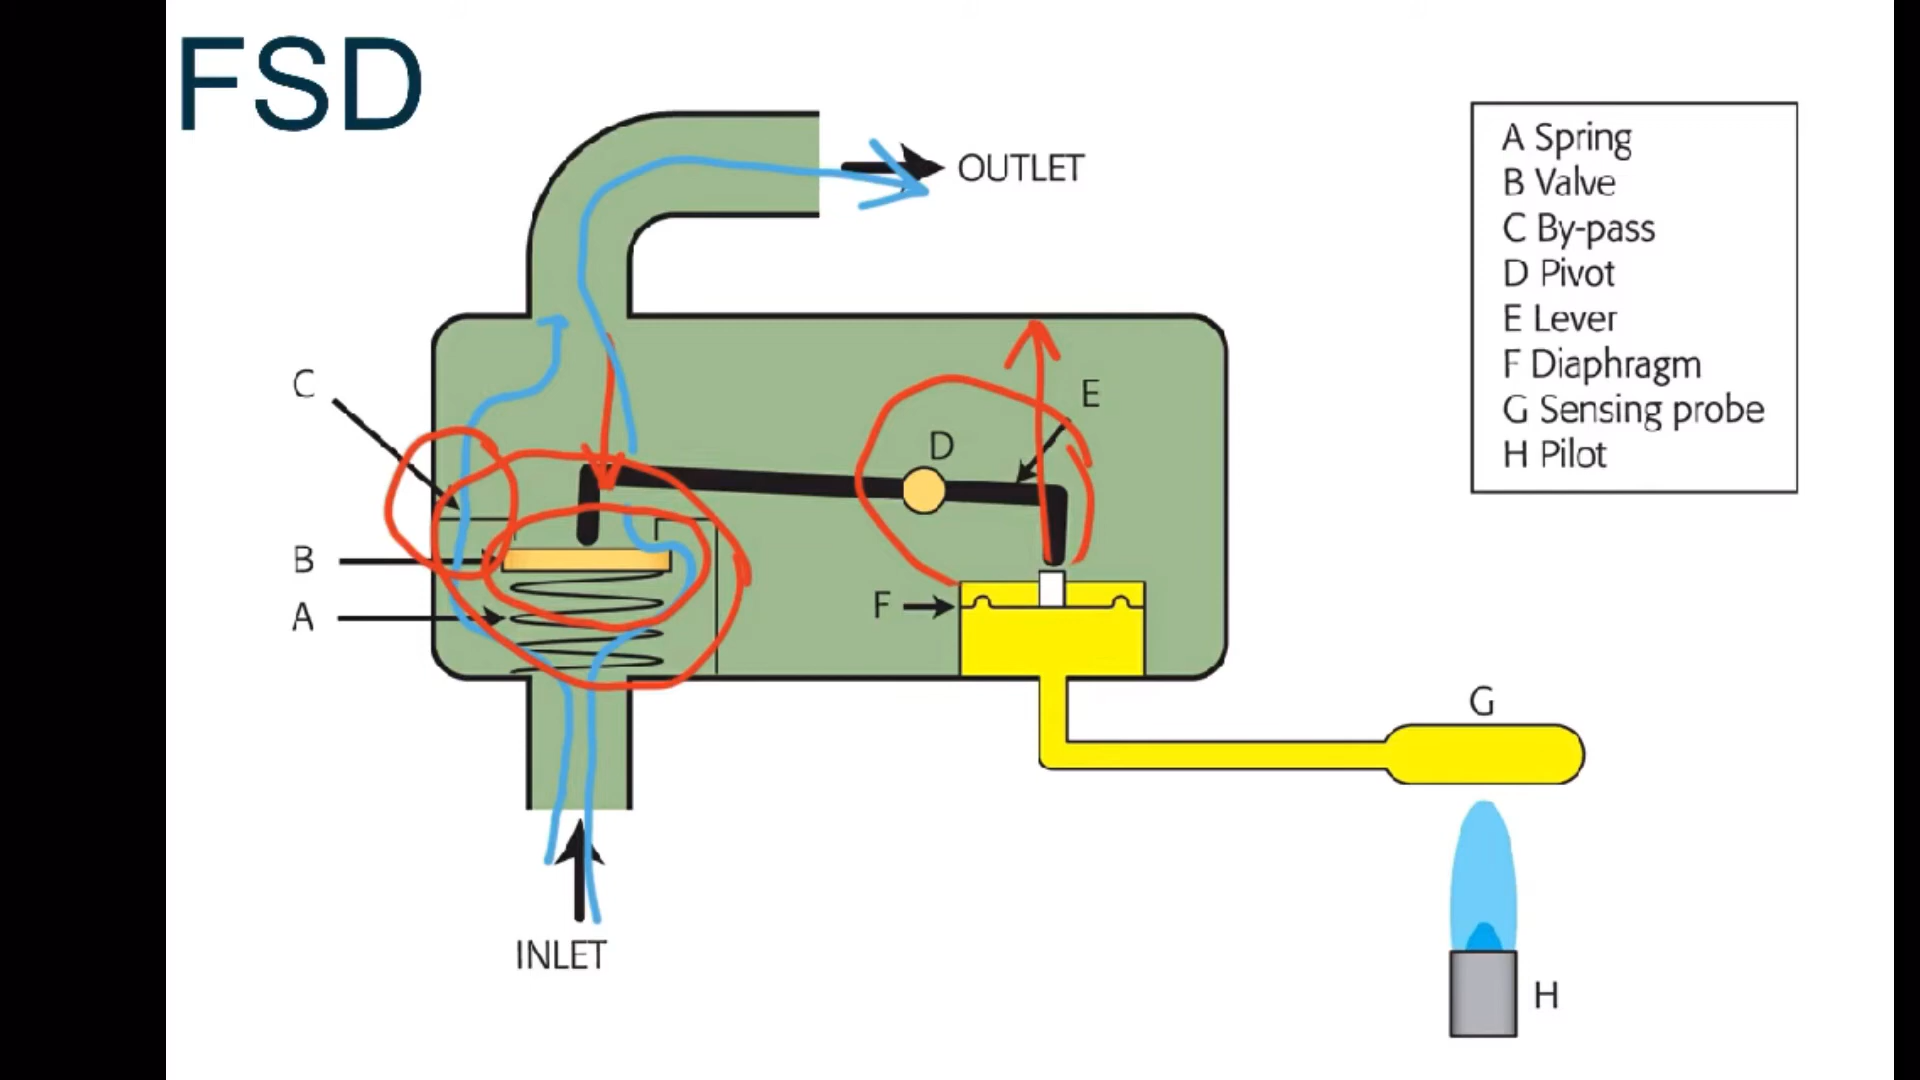 FSD
OUTLET
A Spring
B Valve
C By-pass
D Pivot
E Lever
F Diaphragm
G Sensing probe
H Pilot
C
E
D
B
A
F
G
INLET
H